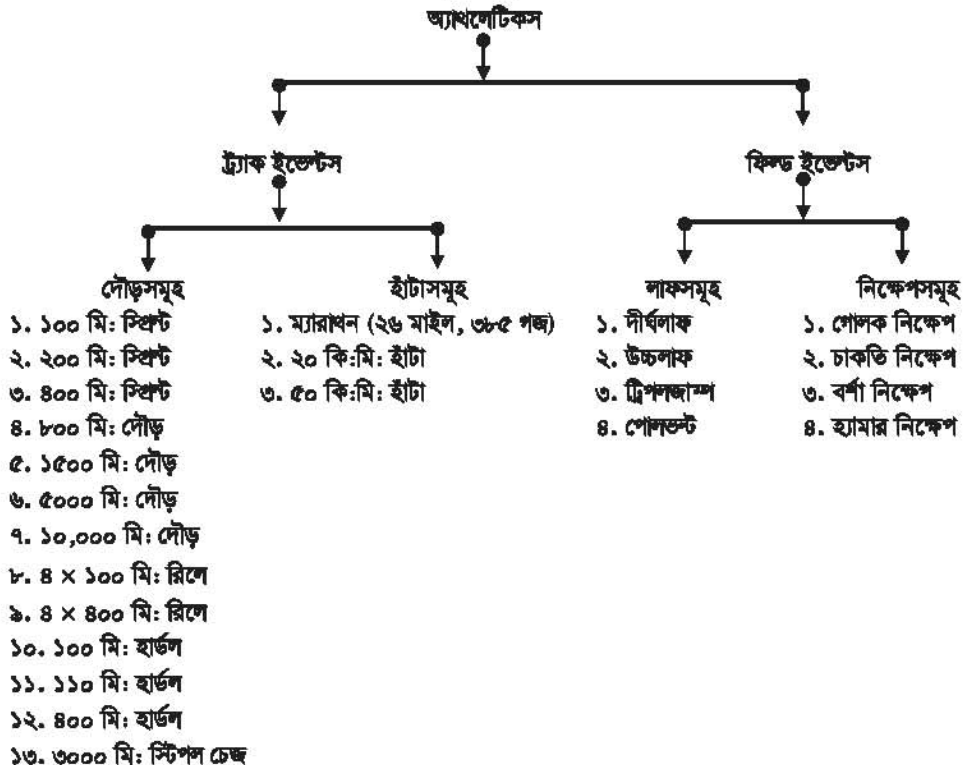 অ্যাথলেটিকস
ট্র্যাক ইভেন্টস
ফিল্ড ইভেন্টস
দৌড়সমূহ
১. ১০০ মি: স্প্রিন্ট
২. ২০০ মি: স্প্রিন্ট
৩. ৪০০ মি: স্প্রিন্ট
৪. ৮০০ মি: দৌড়
৫. ১৫০০ মি: দৌড়
৬. ৫০০০ মি: দৌড়
৭. ১০,০০০ মি: দৌড়
৮. ৪ × ১০০ মি: রিলে
৯. ৪ × ৪০০ মি: রিলে
১০. ১০০ মি: হার্ডল
১১. ১১০ মি: হার্ডল
১২. ৪০০ মি: হার্ডল
১৩. ৩০০০ মি: স্টিপল চেজ
হাঁটাসমূহ
১. ম্যারাথন (২৬ মাইল, ৩৮৫ গজ)
২. ২০ কি:মি: হাঁটা
৩. ৫০ কি:মি: হাঁটা
লাফসমূহ
১. দীর্ঘলাফ
২. উচ্চলাফ
৩. ট্রিপলজাম্প
৪. পোলভল্ট
নিক্ষেপসমূহ
১. গোলক নিক্ষেপ
২. চাকতি নিক্ষেপ
৩. বর্শা নিক্ষেপ
৪. হ্যামার নিক্ষেপ